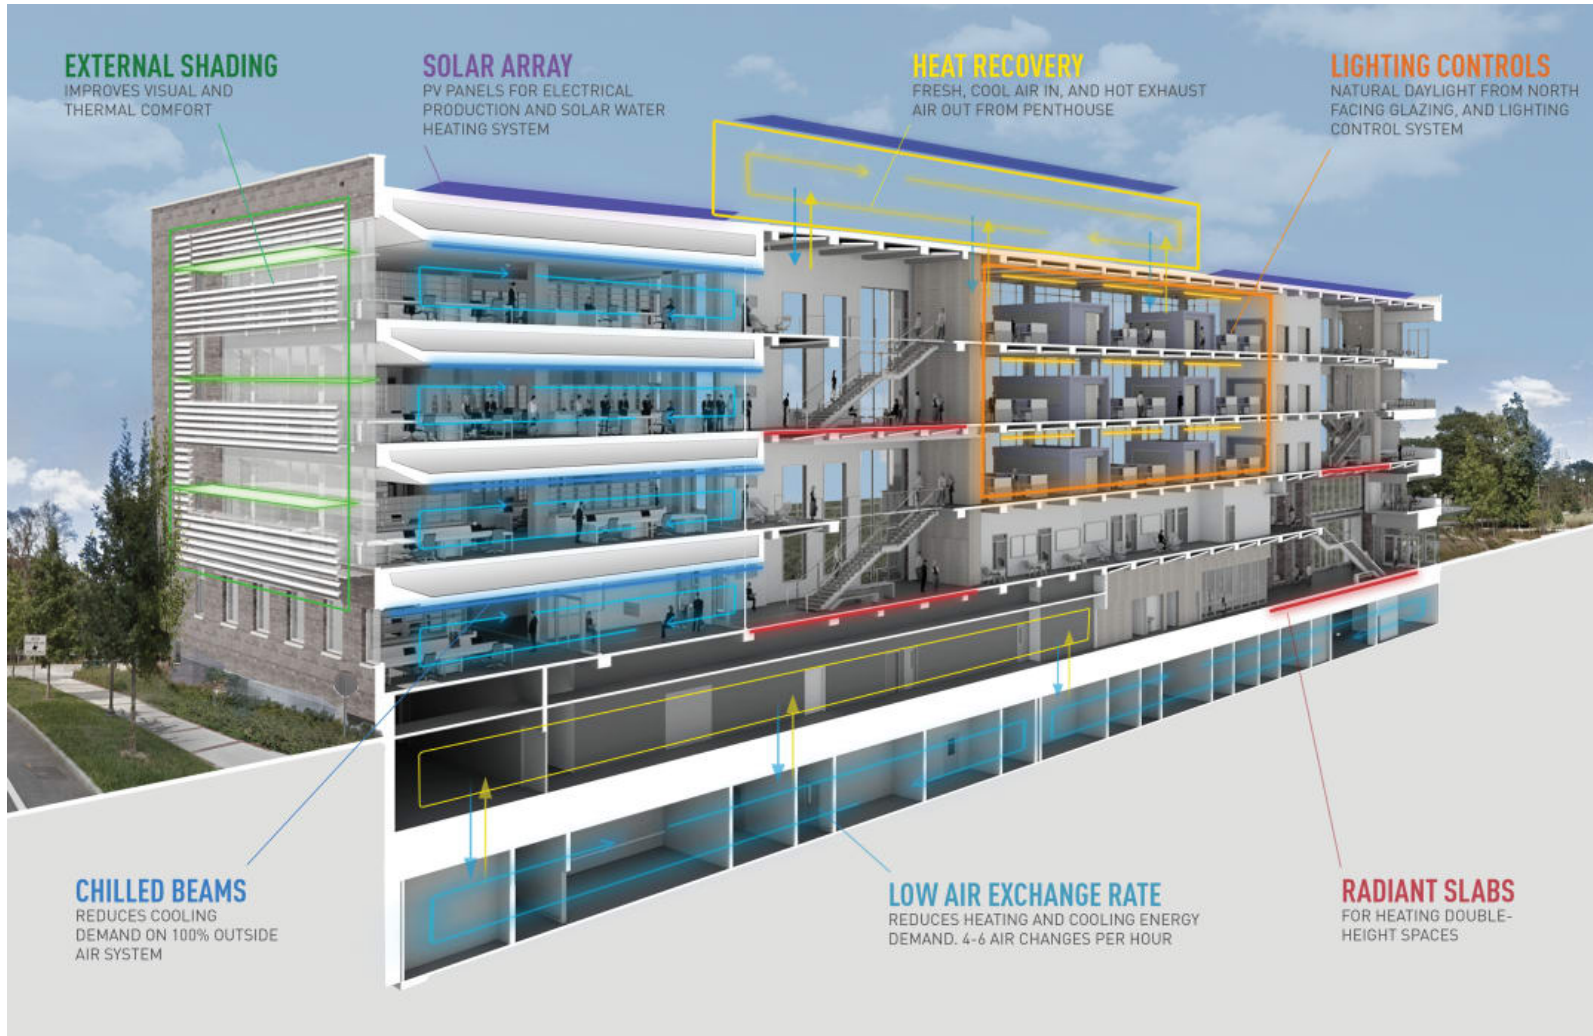 EXTERNAL SHADING
IMPROVES VISUAL AND
THERMAL COMFORT
SOLAR ARRAY
PV PANELS FOR ELECTRICAL
PRODUCTION AND SOLAR WATER
HEATING SYSTEM
HEAT RECOVERY
FRESH, COOL AIR IN, AND HOT EXHAUST
AIR OUT FROM PENTHOUSE
LIGHTING CONTROLS
NATURAL DAYLIGHT FROM NORTH
FACING GLAZING, AND LIGHTING
CONTROL SYSTEM
CHILLED BEAMS
REDUCES COOLING
DEMAND ON 100% OUTSIDE
AIR SYSTEM
LOW AIR EXCHANGE RATE
REDUCES HEATING AND COOLING ENERGY
DEMAND. 4-6 AIR CHANGES PER HOUR
RADIANT SLABS
FOR HEATING DOUBLE-
HEIGHT SPACES